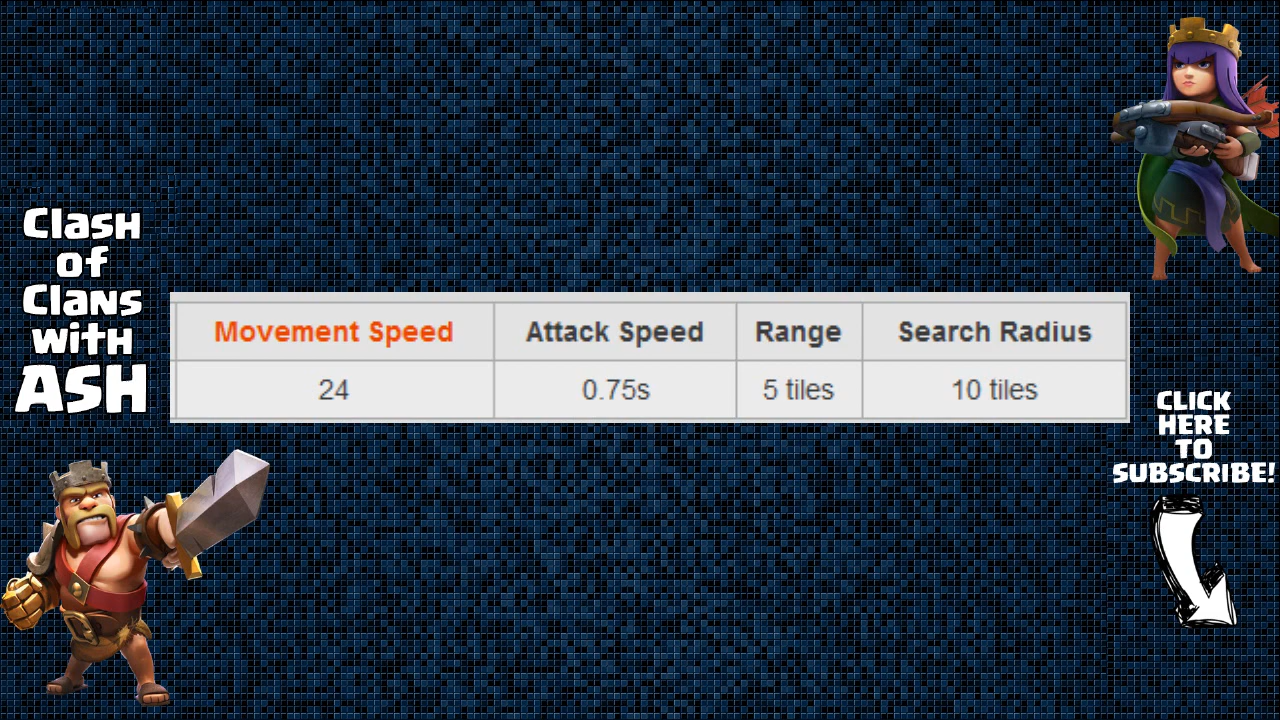 Clash
of
Clans
with
ASH
Movement Speed Attack Speed Range Search Radius
24 0.75s 5 tiles 10 tiles
CLICK
HERE
TO
SUBSCRIBE!